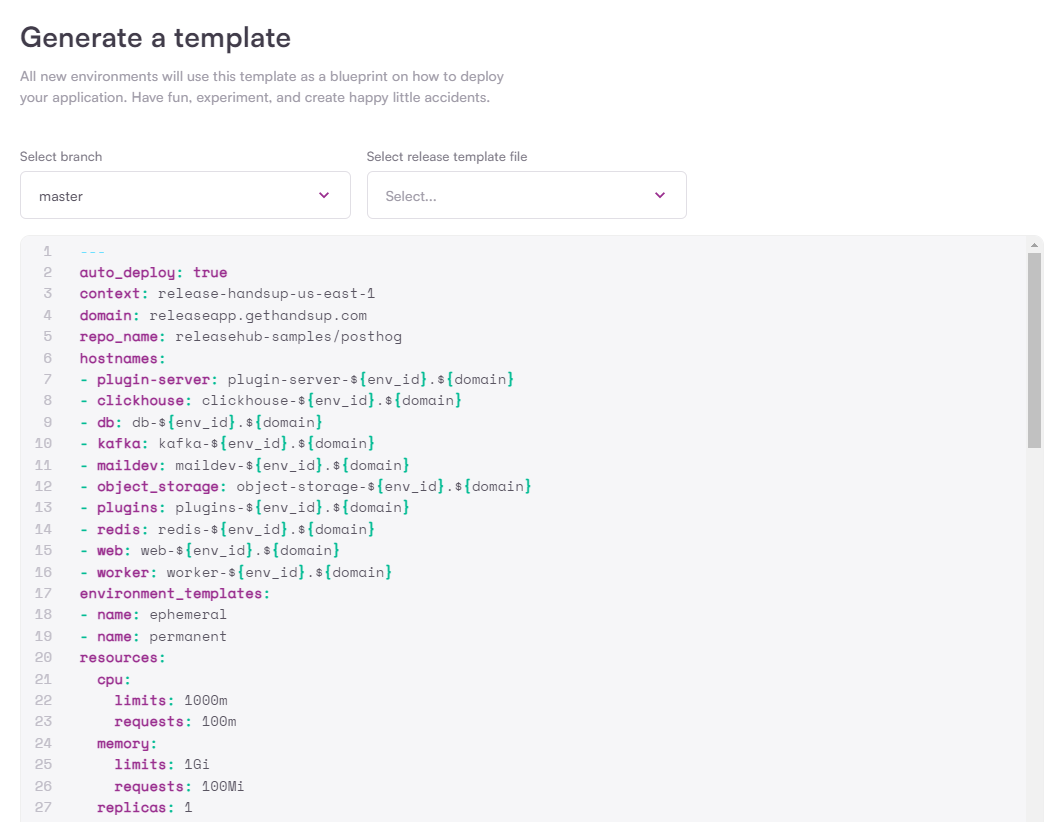 Generate a template
All new environments will use this template as a blueprint on how to deploy
your application. Have fun, experiment, and create happy little accidents.
Select branch
Select release template file
master
Select...
1 ---
2 auto_deploy: true
3 context: release-handsup-us-east-1
4 domain: releaseapp.gethandsup.com
5 repo_name: releasehub-samples/posthog
6 hostnames:
7 - plugin-server: plugin-server-${env_id}.${domain}
8 - clickhouse: clickhouse-${env_id}.${domain}
9 - db: db-${env_id}.${domain}
10 - kafka: kafka-${env_id}.${domain}
11 - maildev: maildev-${env_id}.${domain}
12 - object_storage: object-storage-${env_id}.${domain}
13 - plugins: plugins-${env_id}.${domain}
14 - redis: redis-${env_id}.${domain}
15 - web: web-${env_id}.${domain}
16 - worker: worker-${env_id}.${domain}
17 environment_templates:
18 - name: ephemeral
19 - name: permanent
20 resources:
21   cpu:
22     limits: 1000m
23     requests: 100m
24   memory:
25     limits: 1Gi
26     requests: 100Mi
27   replicas: 1